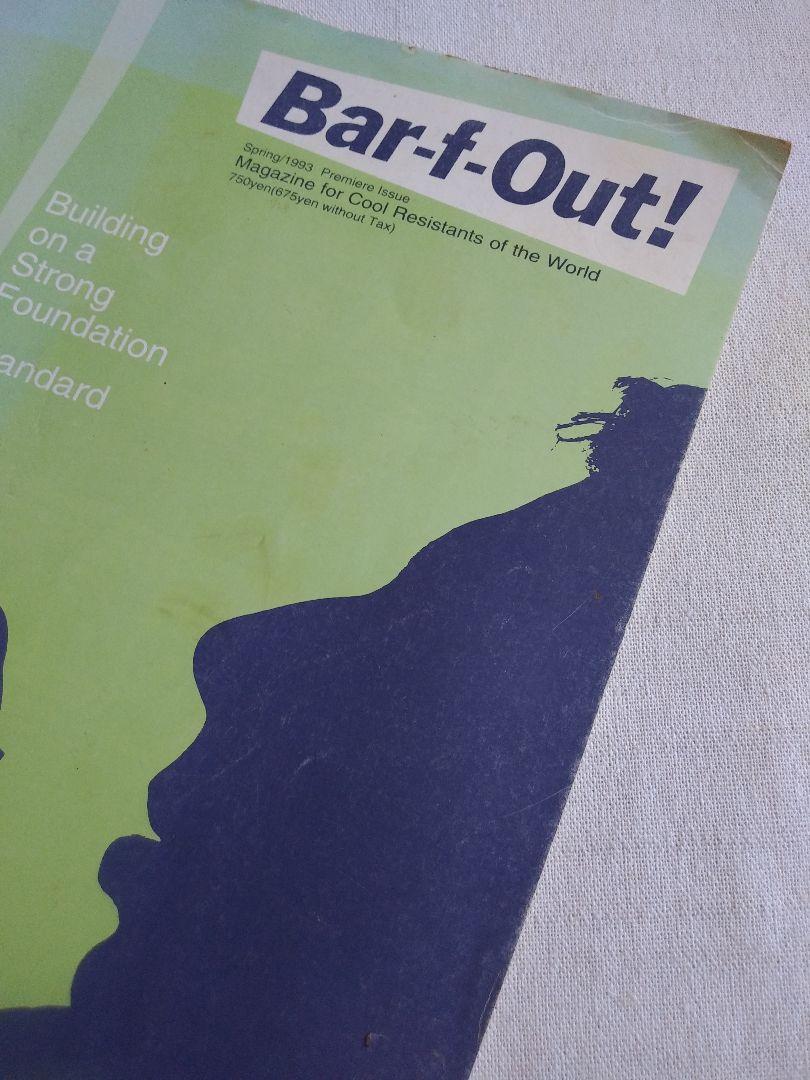 Bar-f-Out!
Spring/1993 Premiere Issue
Magazine for Cool Resistants of the World
750yen(675yen without Tax)
Building
on a
Strong
Foundation
andard